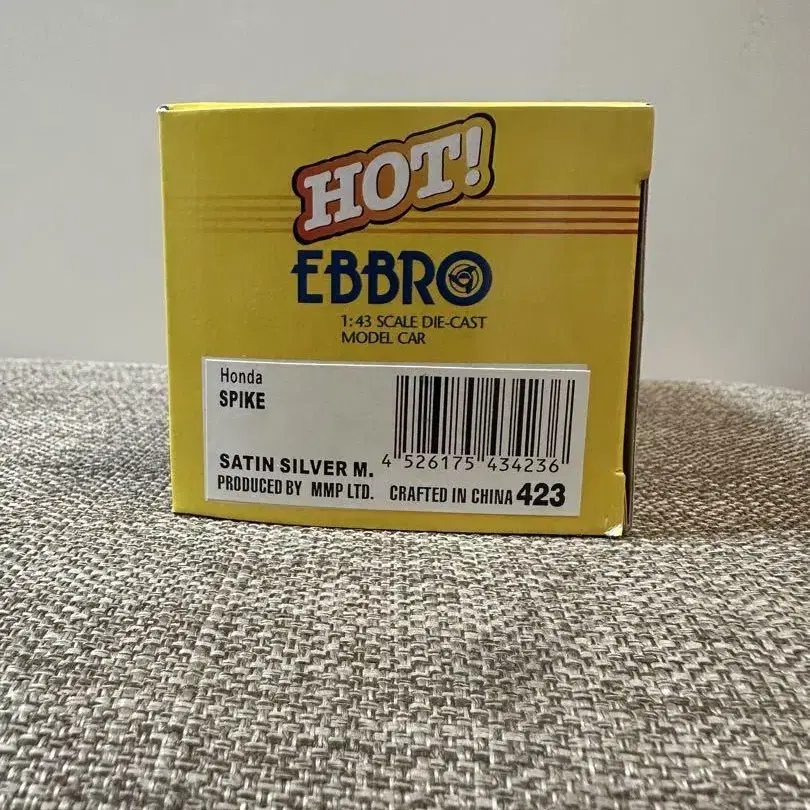 HOT!
EBBRO
1:43 SCALE DIE-CAST
MODEL CAR
Honda
SPIKE
SATIN SILVER M.
4 526175 434236
PRODUCED BY MMP LTD. CRAFTED IN CHINA 423